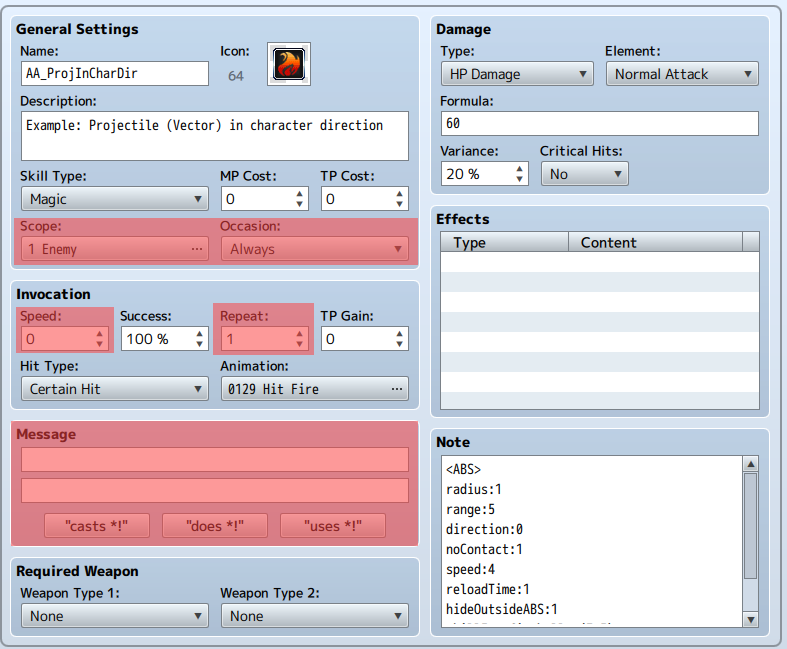 General Settings
Name:
Icon:
AA_ProjInCharDir
64
Description:
Example: Projectile (Vector) in character direction
Skill Type:
MP Cost:
TP Cost:
Magic
0
0
Scope:
Occasion:
1 Enemy
...
Always
Invocation
Speed:
Success:
Repeat:
TP Gain:
0
100 %
1
0
Hit Type:
Animation:
Certain Hit
0129 Hit Fire
...
Message
"casts *!"
"does *!"
"uses *!"
Required Weapon
Weapon Type 1:
Weapon Type 2:
None
None
Damage
Type:
Element:
HP Damage
Normal Attack
Formula:
60
Variance:
Critical Hits:
20 %
No
Effects
Type
Content
Note
<ABS>
radius:1
range:5
direction:0
noContact:1
speed:4
reloadTime:1
hideOutsideABS:1